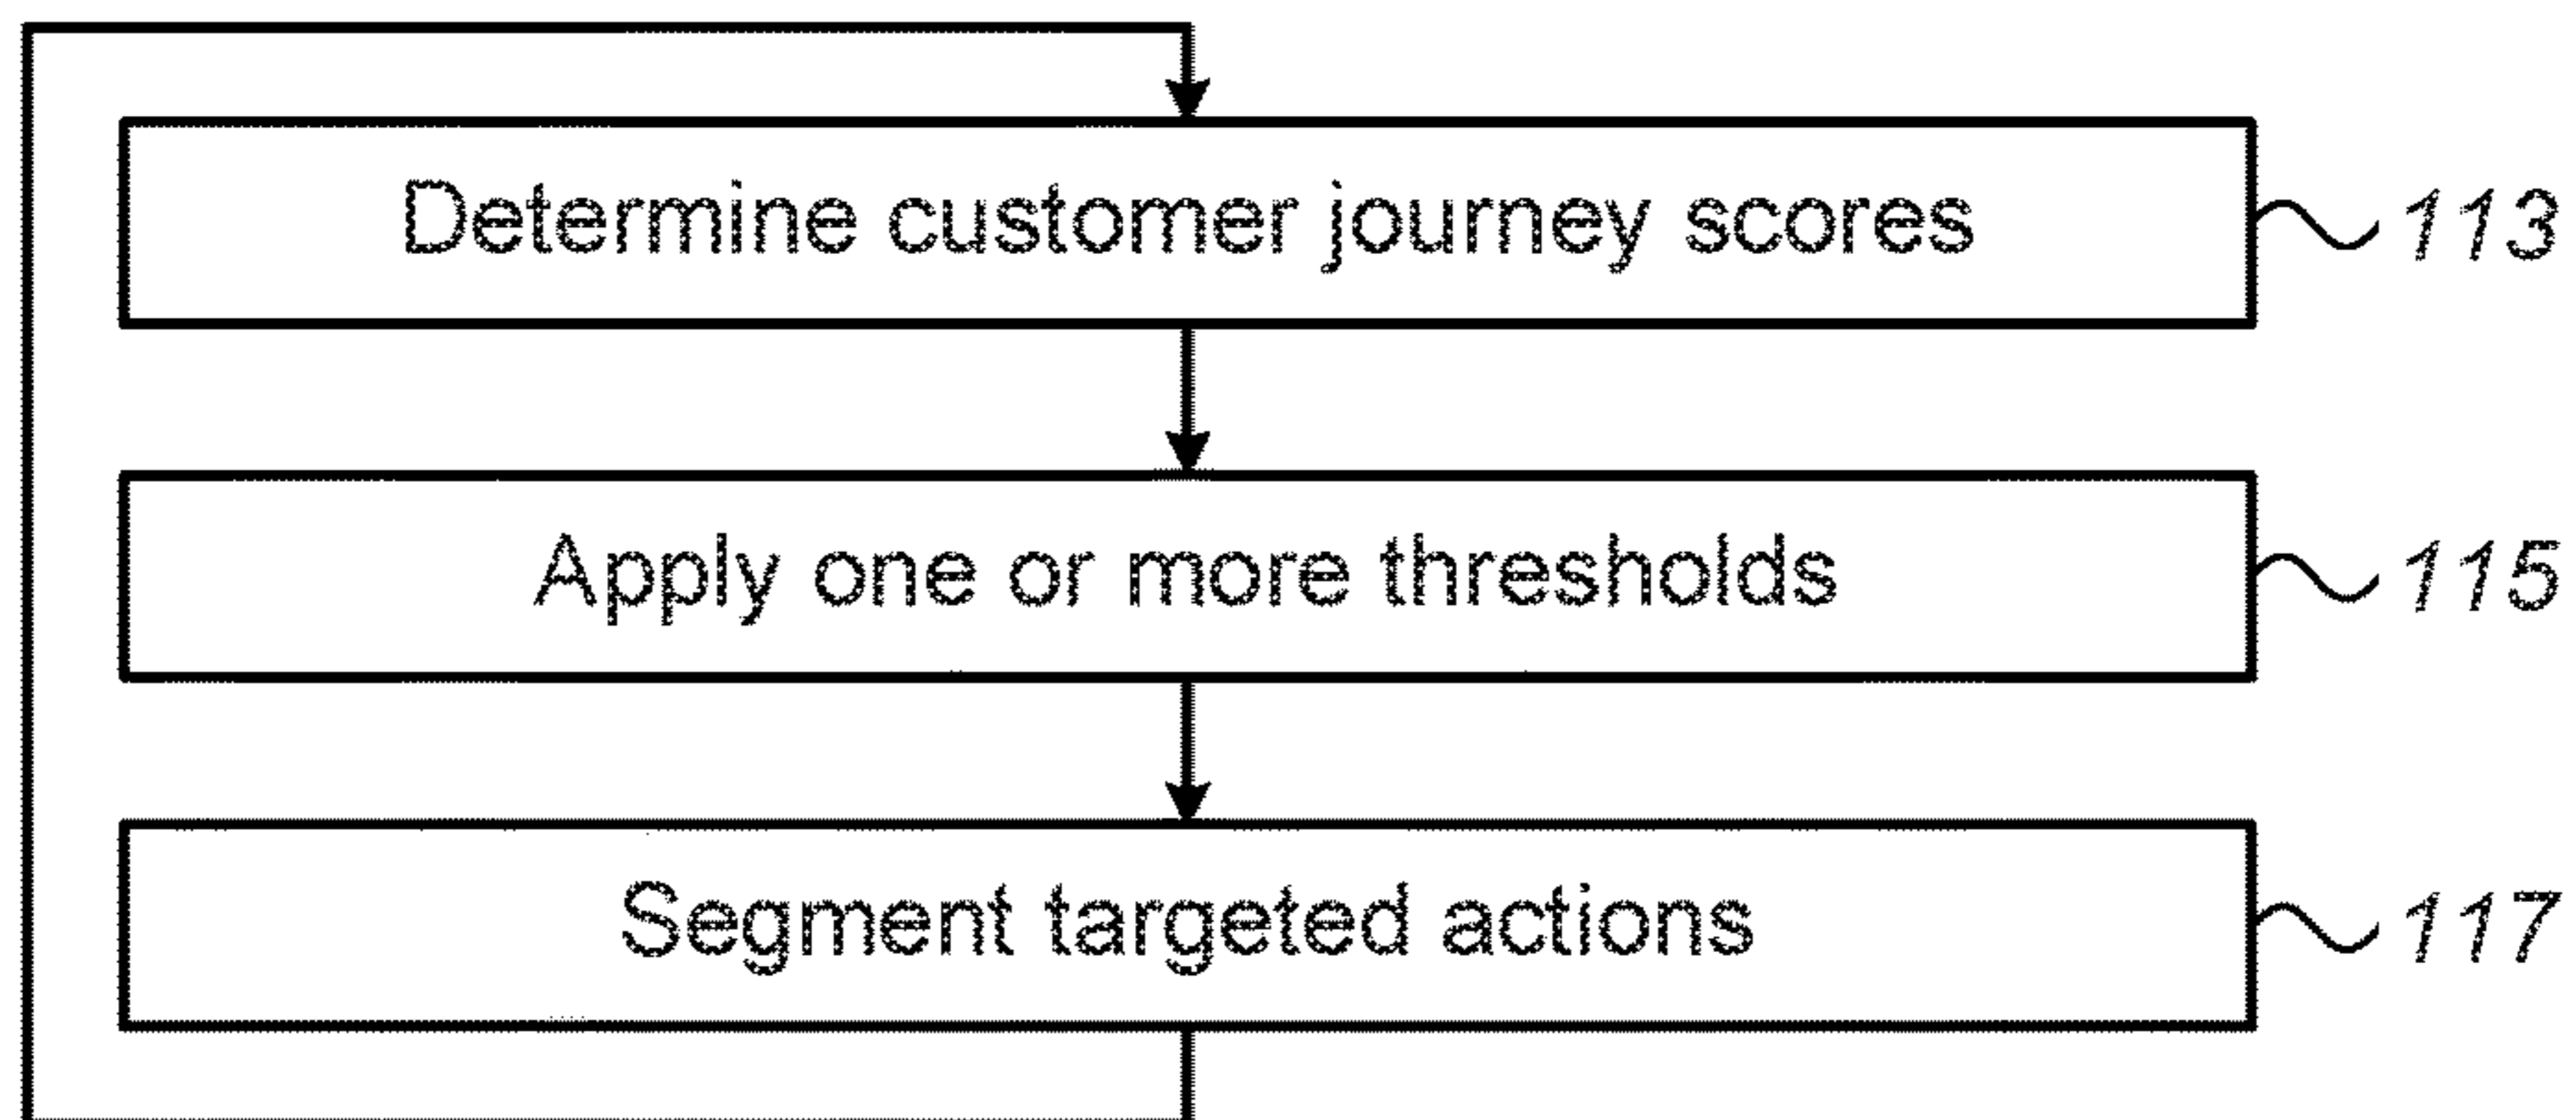 Determine customer journey scores 113
Apply one or more thresholds 115
Segment targeted actions 117